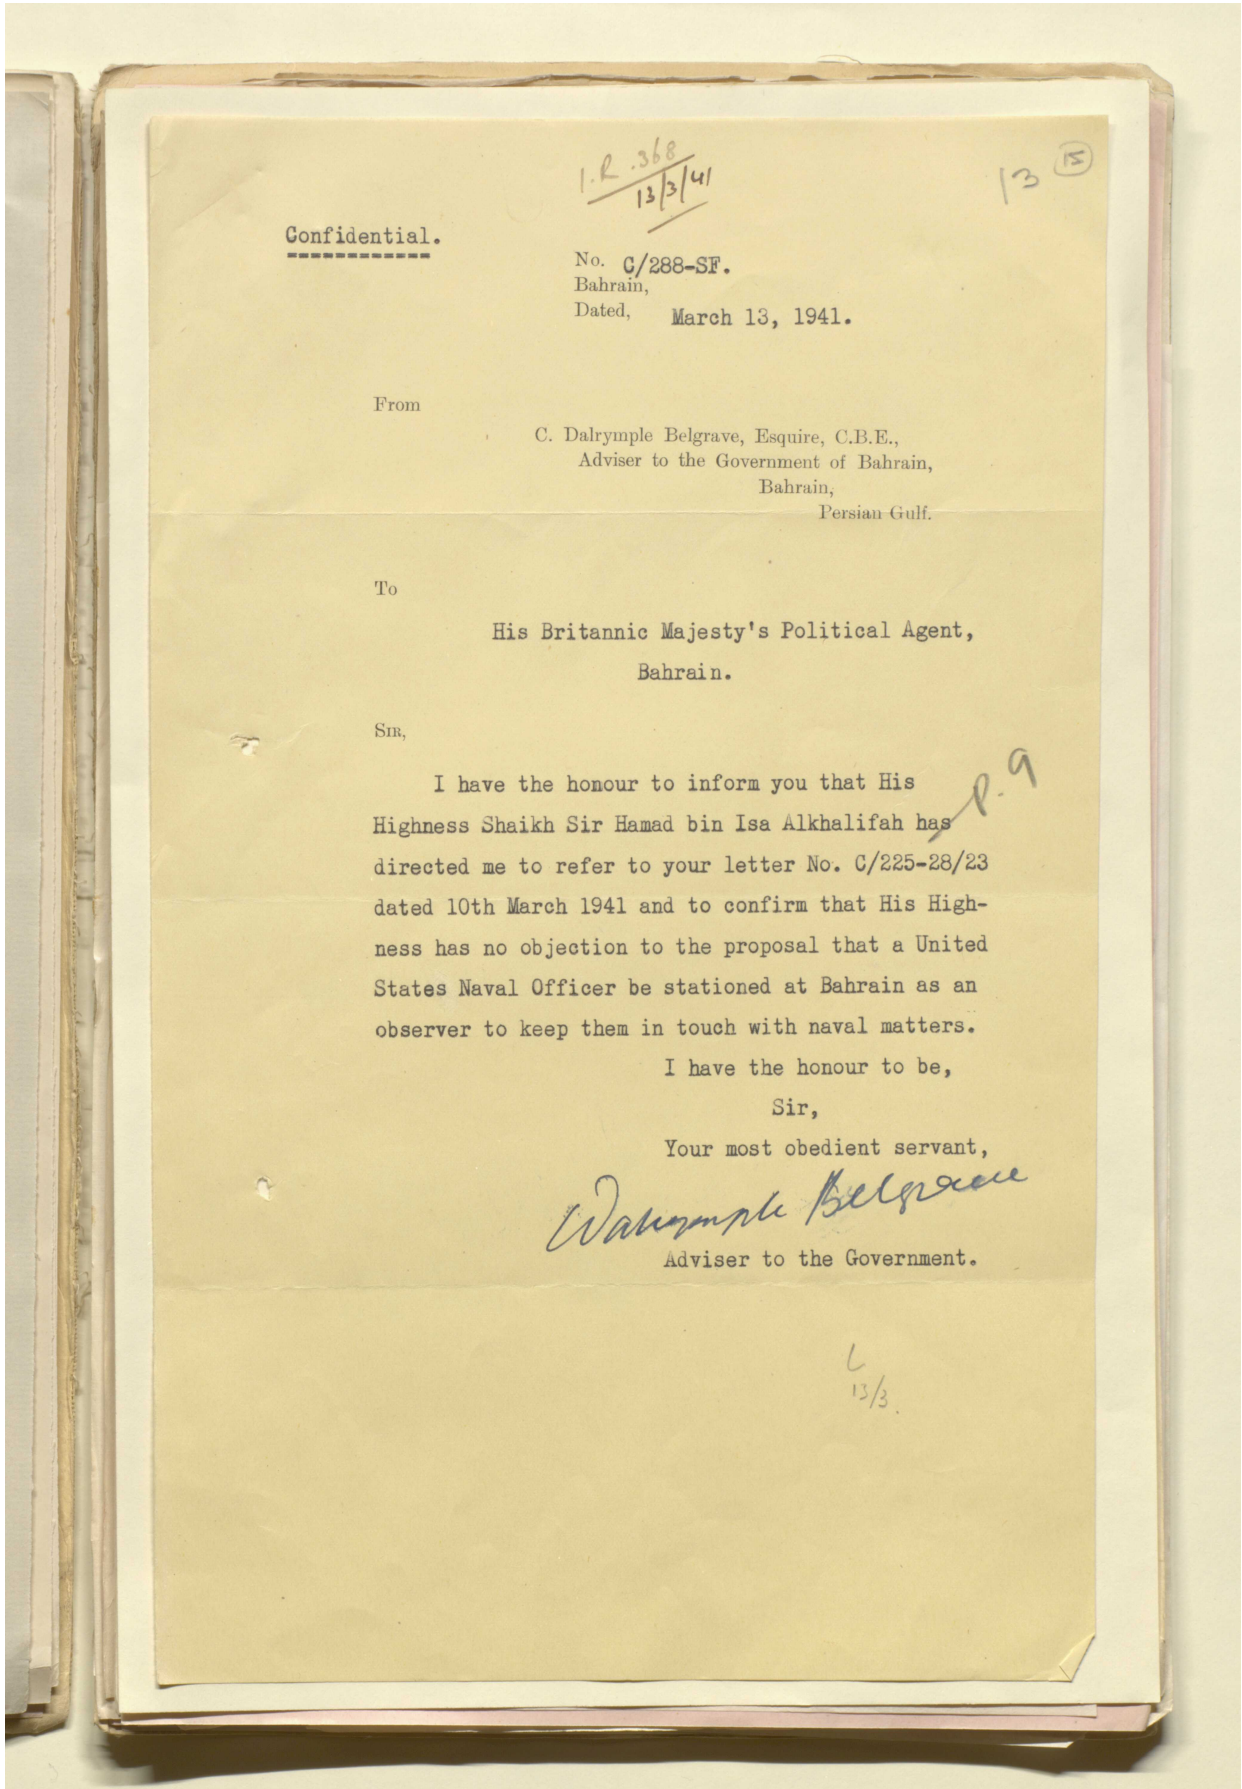 I.R. 368
13/3/41
13 15
Confidential.
No. C/288-SF.
Bahrain,
Dated, March 13, 1941.
From
C. Dalrymple Belgrave, Esquire, C.B.E.,
Adviser to the Government of Bahrain,
Bahrain,
Persian Gulf.
To
His Britannic Majesty's Political Agent,
Bahrain.
SIR,
p. 9
I have the honour to inform you that His
Highness Shaikh Sir Hamad bin Isa Alkhalifah has
directed me to refer to your letter No. C/225-28/23
dated 10th March 1941 and to confirm that His High-
ness has no objection to the proposal that a United
States Naval Officer be stationed at Bahrain as an
observer to keep them in touch with naval matters.
I have the honour to be,
Sir,
Your most obedient servant,
CDalrymple Belgrave
Adviser to the Government.
L
13/3.